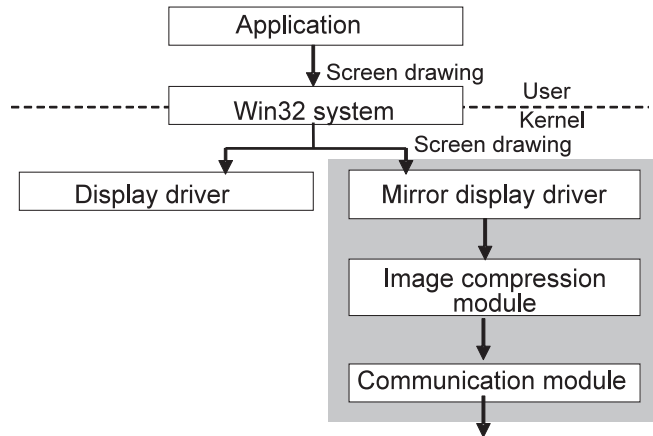 Application
Screen drawing
User
Win32 system
Kernel
Screen drawing
Display driver
Mirror display driver
Image compression
module
Communication module